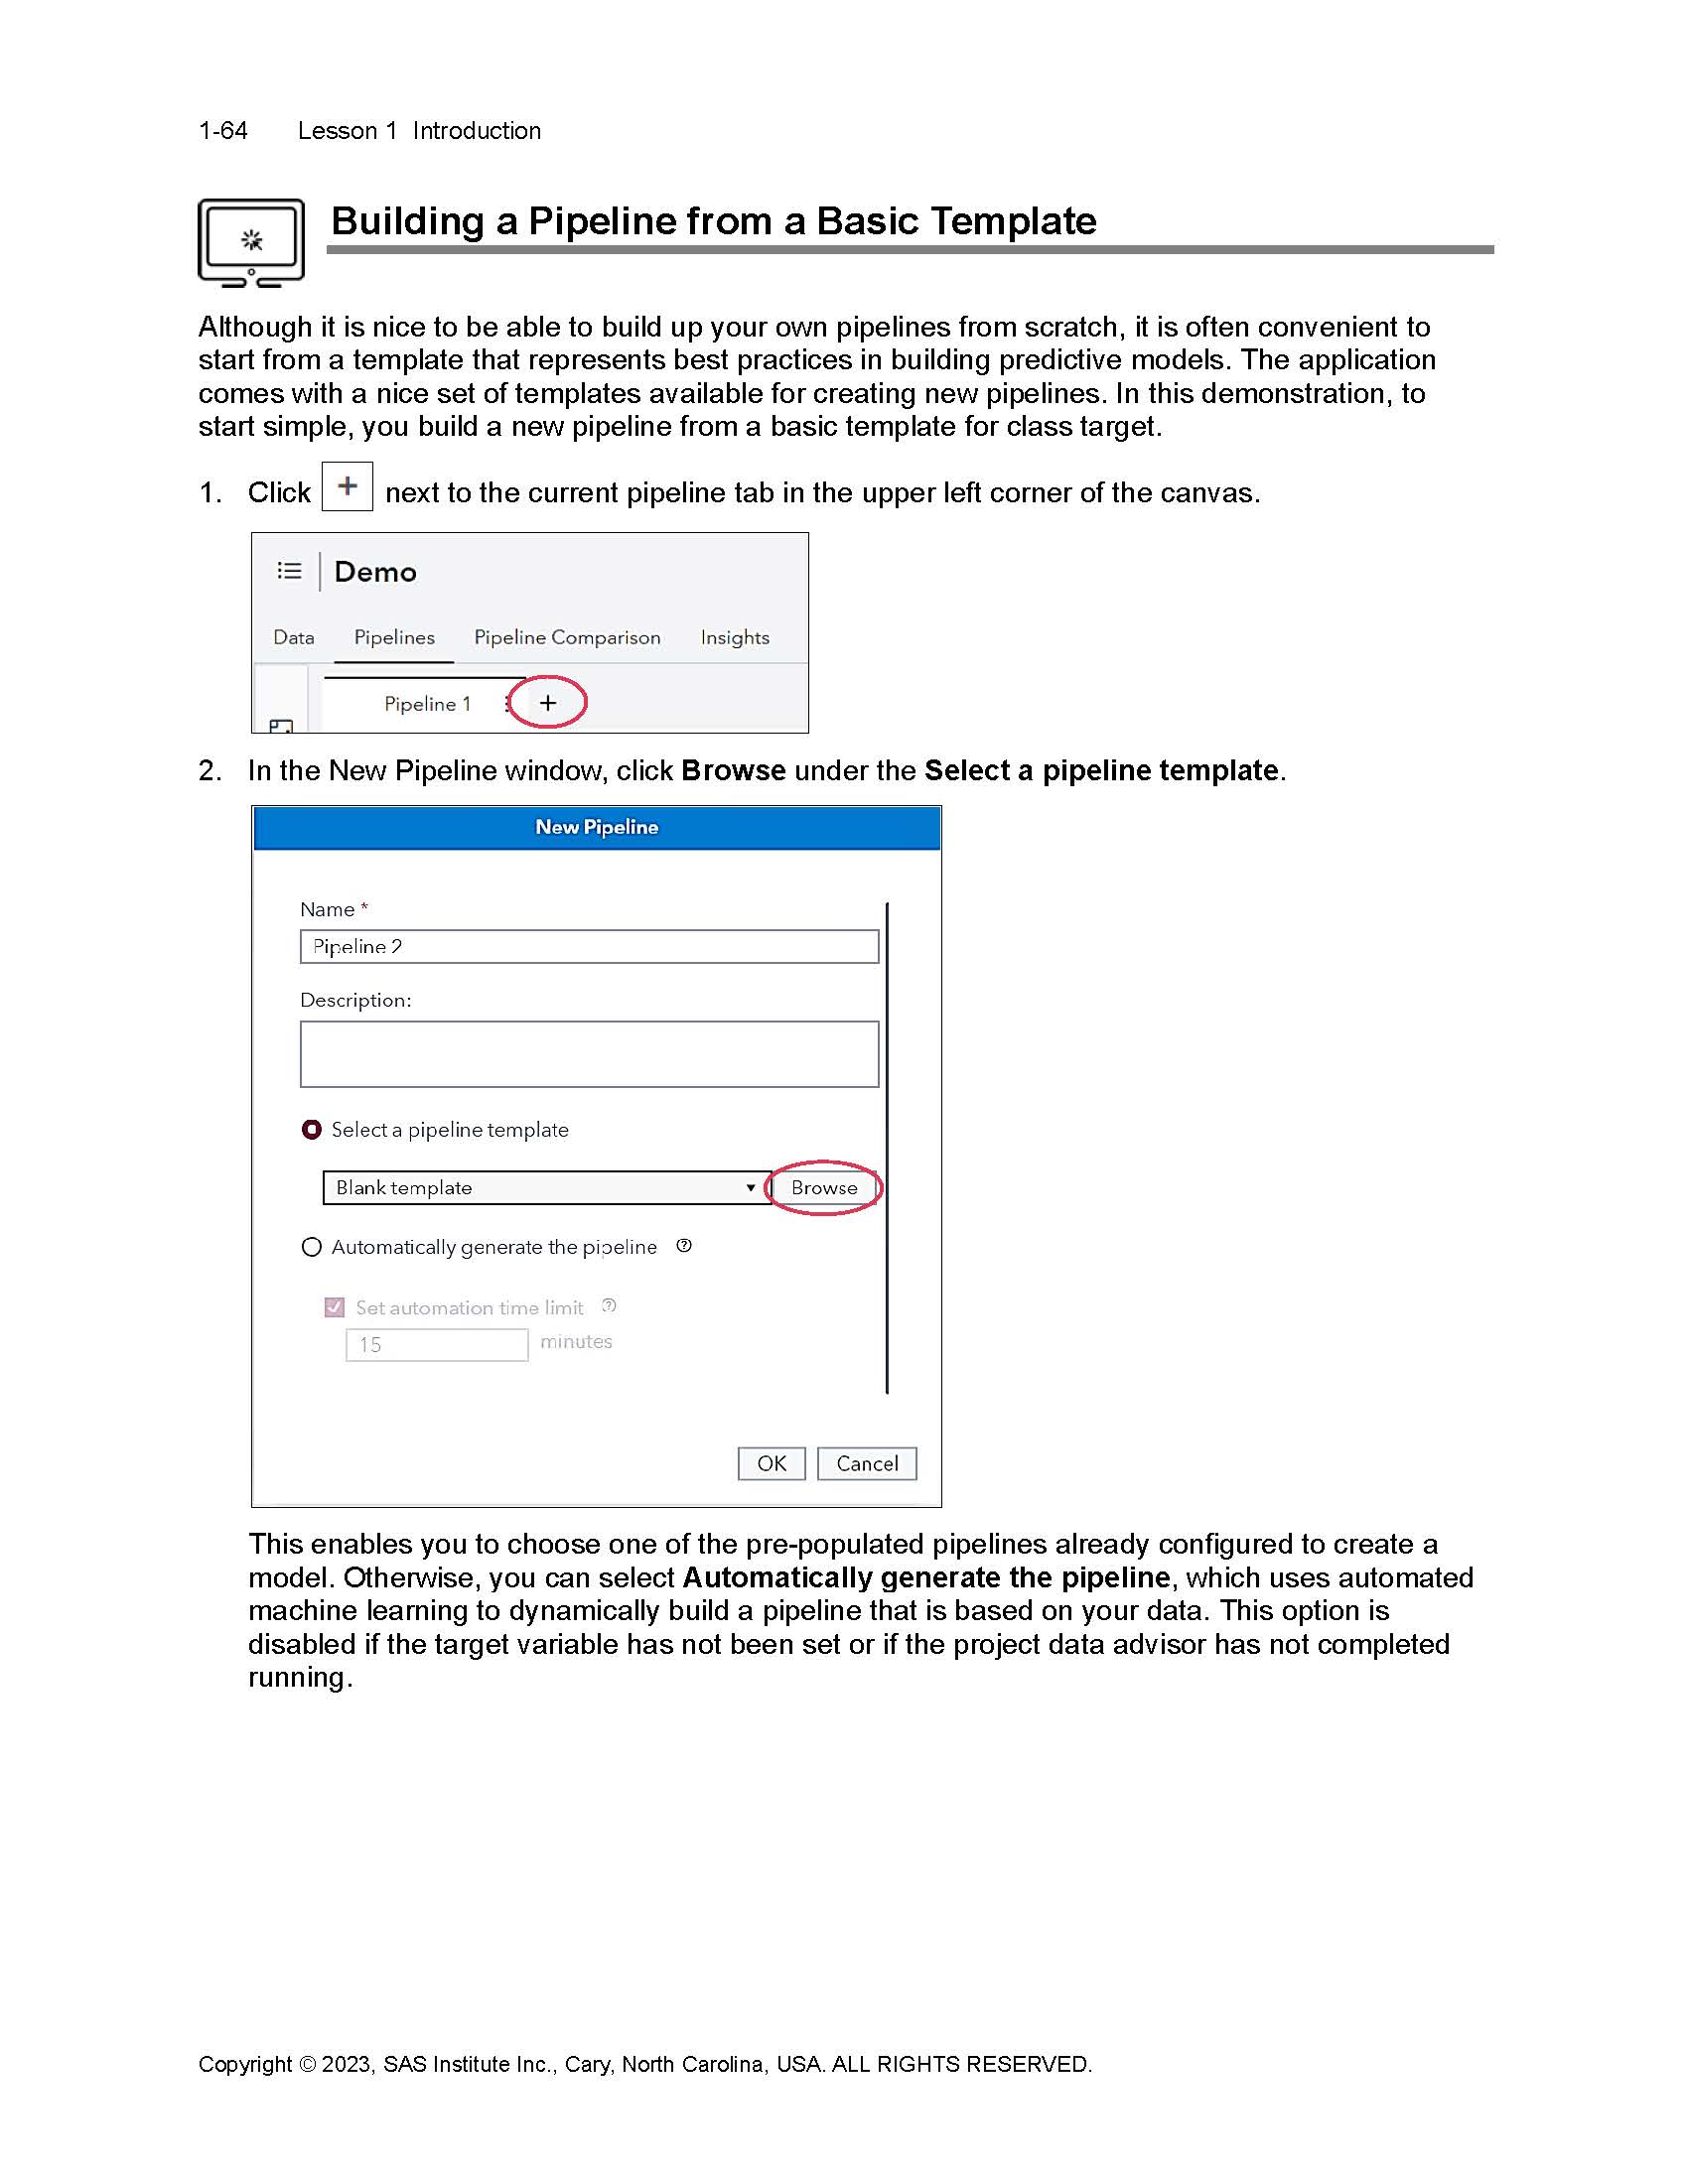 1-64 Lesson 1 Introduction
Building a Pipeline from a Basic Template
Although it is nice to be able to build up your own pipelines from scratch, it is often convenient to
start from a template that represents best practices in building predictive models. The application
comes with a nice set of templates available for creating new pipelines. In this demonstration, to
start simple, you build a new pipeline from a basic template for class target.
1. Click + next to the current pipeline tab in the upper left corner of the canvas.
Demo
Data Pipelines Pipeline Comparison Insights
Pipeline 1 +
2. In the New Pipeline window, click Browse under the Select a pipeline template.
New Pipeline
Name *
Pipeline 2
Description:
Select a pipeline template
Blank template Browse
Automatically generate the pipeline ?
Set automation time limit ?
15 minutes
OK Cancel
This enables you to choose one of the pre-populated pipelines already configured to create a
model. Otherwise, you can select Automatically generate the pipeline, which uses automated
machine learning to dynamically build a pipeline that is based on your data. This option is
disabled if the target variable has not been set or if the project data advisor has not completed
running.
Copyright © 2023, SAS Institute Inc., Cary, North Carolina, USA. ALL RIGHTS RESERVED.